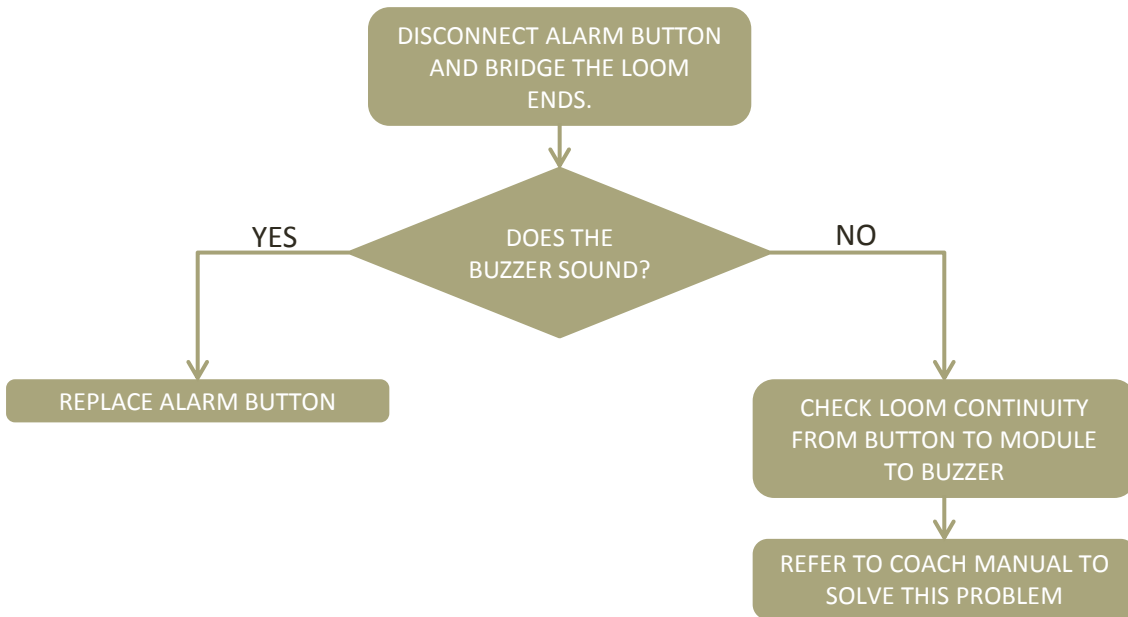 DISCONNECT ALARM BUTTON
AND BRIDGE THE LOOM
ENDS.
DOES THE
BUZZER SOUND?
YES
NO
REPLACE ALARM BUTTON
CHECK LOOM CONTINUITY
FROM BUTTON TO MODULE
TO BUZZER
REFER TO COACH MANUAL TO
SOLVE THIS PROBLEM